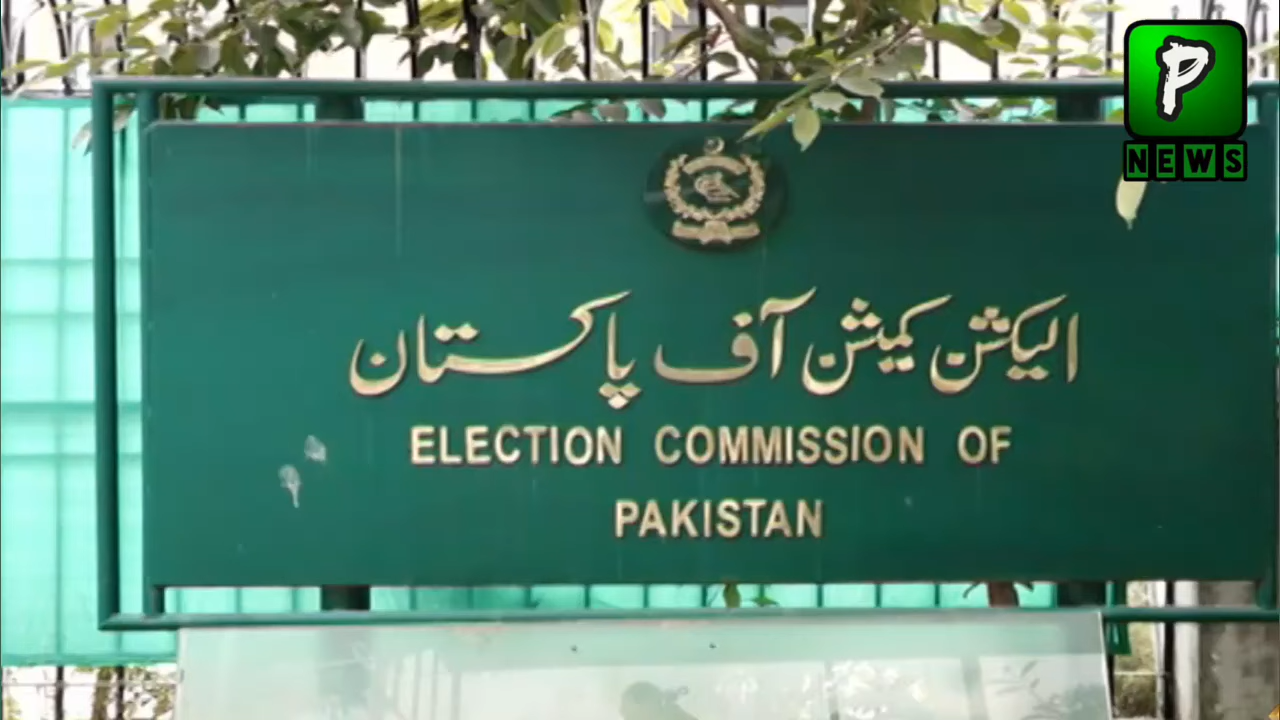 P
NEWS
الیکشن کمیشن آف پاکستان
ELECTION COMMISSION OF
PAKISTAN